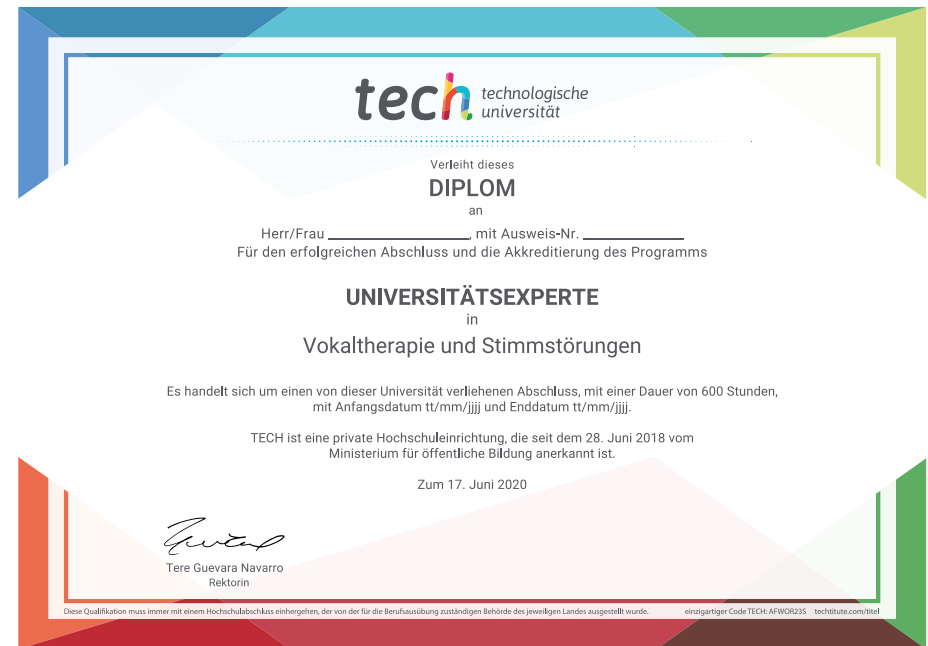 tech technologische
universität
Verleiht dieses
DIPLOM
an
Herr/Frau ____________________, mit Ausweis-Nr. ______________
Für den erfolgreichen Abschluss und die Akkreditierung des Programms
UNIVERSITÄTSEXPERTE
in
Vokaltherapie und Stimmstörungen
Es handelt sich um einen von dieser Universität verliehenen Abschluss, mit einer Dauer von 600 Stunden,
mit Anfangsdatum tt/mm/jjjj und Enddatum tt/mm/jjjj.
TECH ist eine private Hochschuleinrichtung, die seit dem 28. Juni 2018 vom
Ministerium für öffentliche Bildung anerkannt ist.
Zum 17. Juni 2020
Tere Guevara Navarro
Rektorin
Diese Qualifikation muss immer mit einem Hochschulabschluss einhergehen, der von der für die Berufsausübung zuständigen Behörde des jeweiligen Landes ausgestellt wurde. einzigartiger Code TECH: AFWOR23S techtitute.com/titel